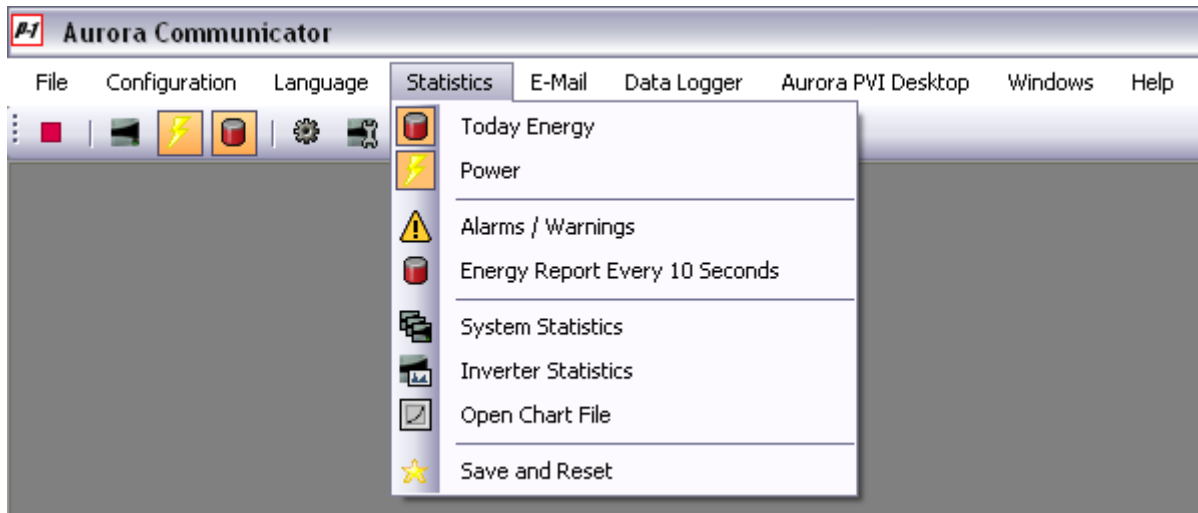 P-1 Aurora Communicator
File Configuration Language Statistics E-Mail Data Logger Aurora PVI Desktop Windows Help
Today Energy
Power
Alarms / Warnings
Energy Report Every 10 Seconds
System Statistics
Inverter Statistics
Open Chart File
Save and Reset